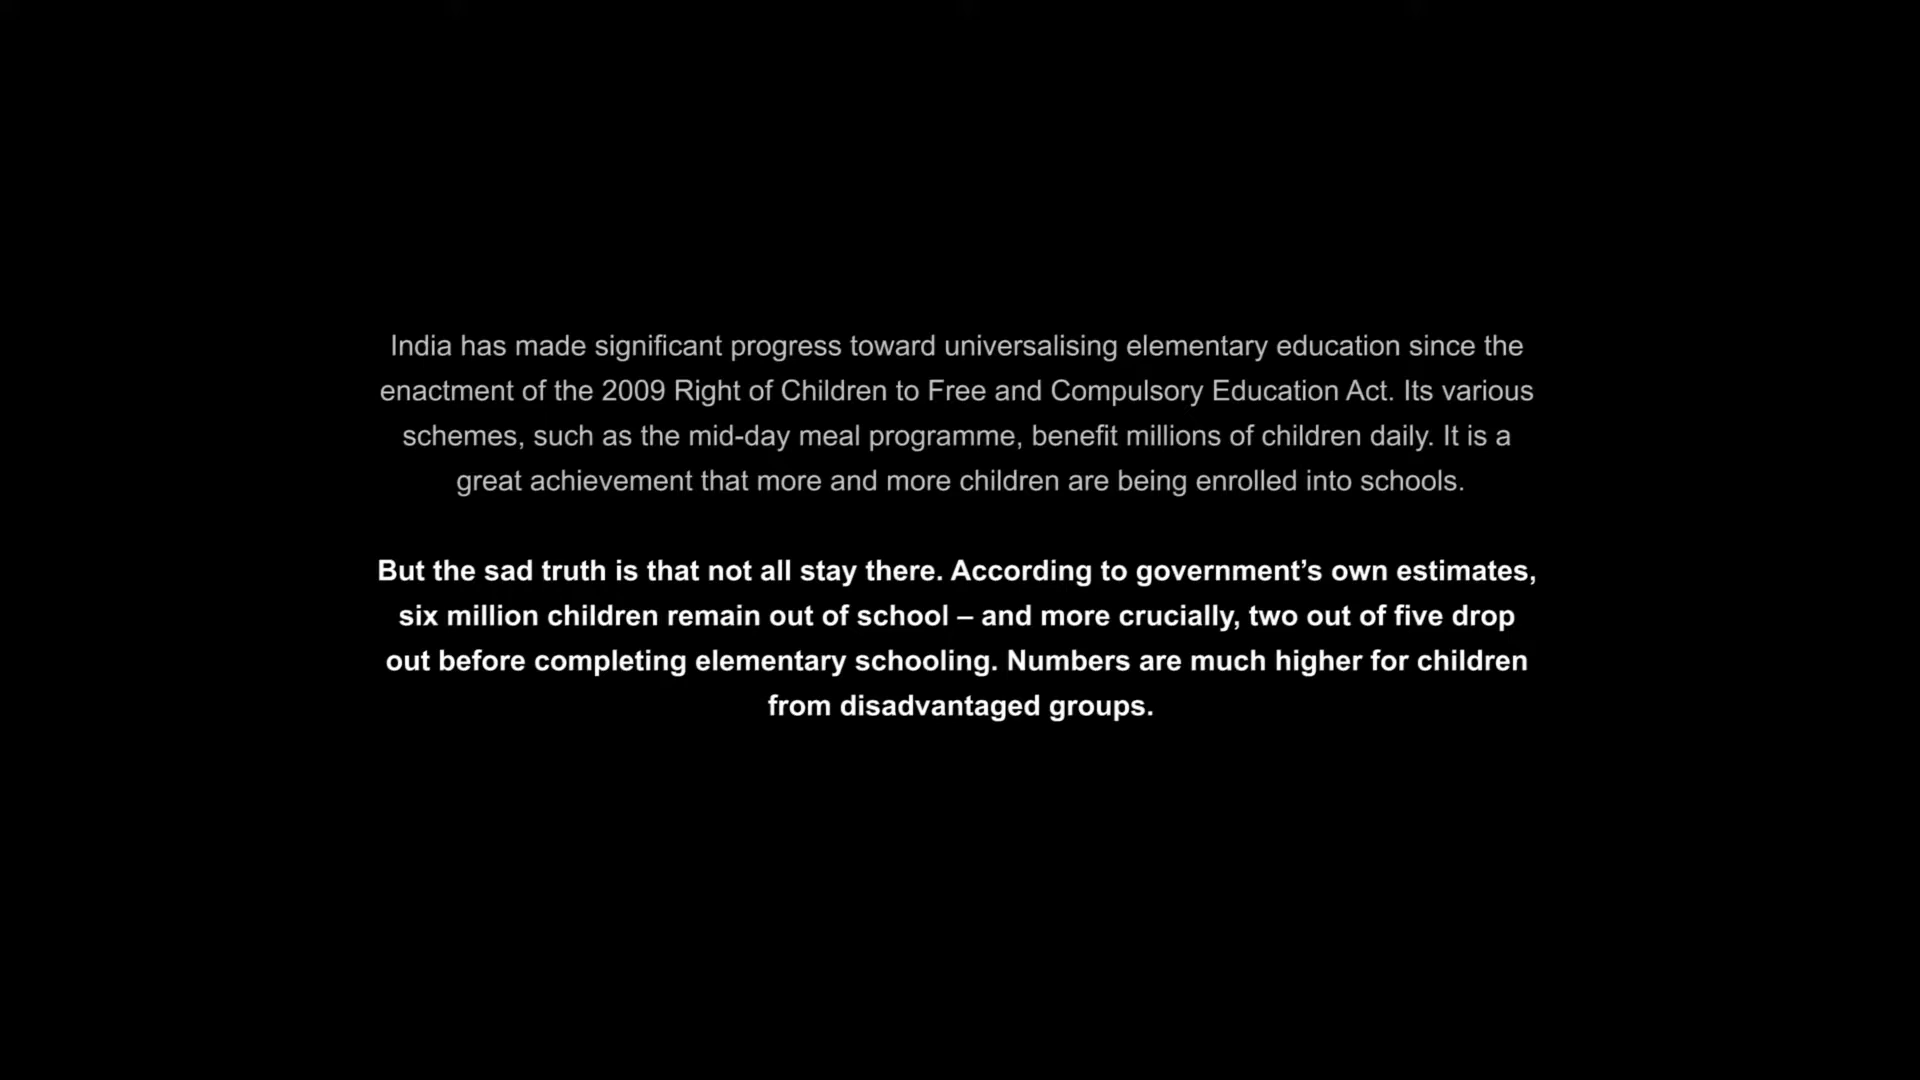 India has made significant progress toward universalising elementary education since the
enactment of the 2009 Right of Children to Free and Compulsory Education Act. Its various
schemes, such as the mid-day meal programme, benefit millions of children daily. It is a
great achievement that more and more children are being enrolled into schools.
But the sad truth is that not all stay there. According to government’s own estimates,
six million children remain out of school – and more crucially, two out of five drop
out before completing elementary schooling. Numbers are much higher for children
from disadvantaged groups.